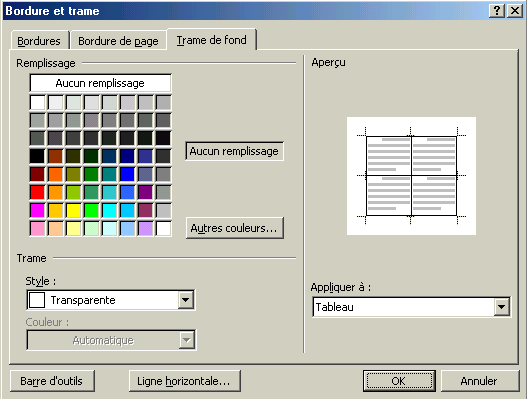 Bordure et trame
Bordures
Bordure de page
Trame de fond
Remplissage
Aucun remplissage
Aucun remplissage
Autres couleurs...
Trame
Style :
Transparente
Couleur :
Automatique
Aperçu
Appliquer à :
Tableau
Barre d'outils
Ligne horizontale...
OK
Annuler